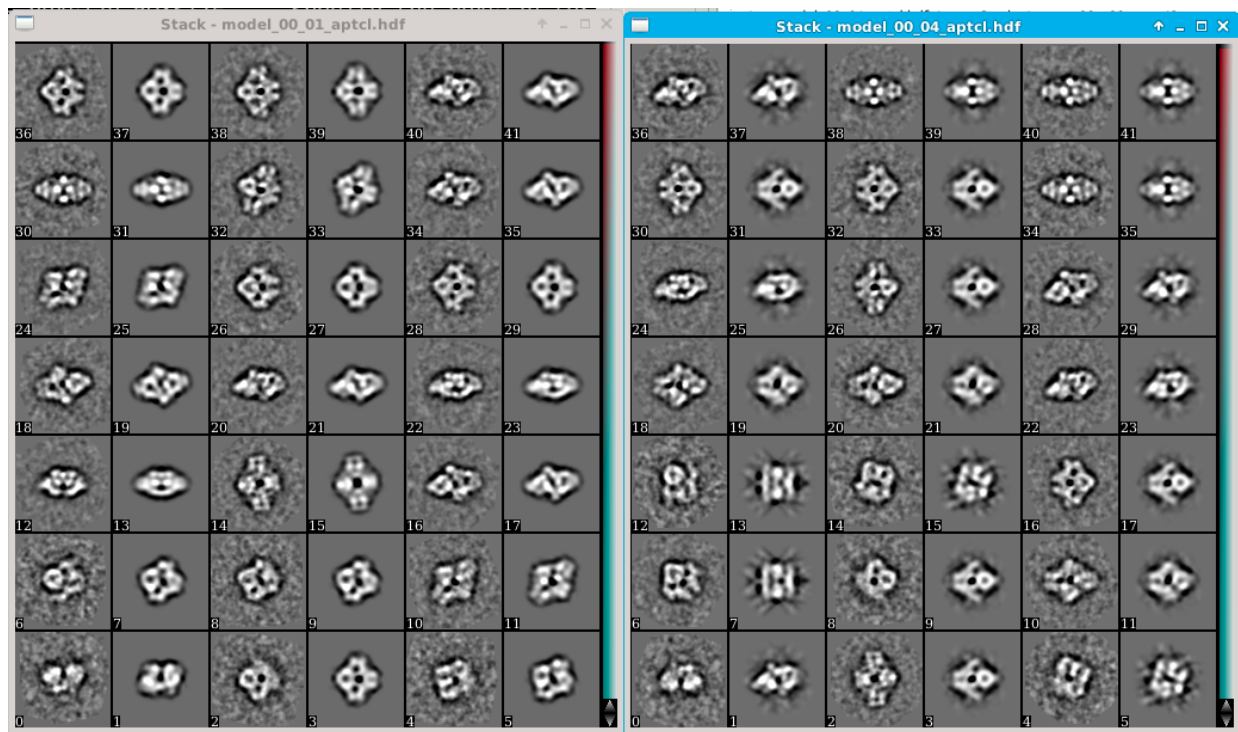 Stack - model_00_01_aptcl.hdf
36 37 38 39 40 41
30 31 32 33 34 35
24 25 26 27 28 29
18 19 20 21 22 23
12 13 14 15 16 17
6 7 8 9 10 11
0 1 2 3 4 5
Stack - model_00_04_aptcl.hdf
36 37 38 39 40 41
30 31 32 33 34 35
24 25 26 27 28 29
18 19 20 21 22 23
12 13 14 15 16 17
6 7 8 9 10 11
0 1 2 3 4 5